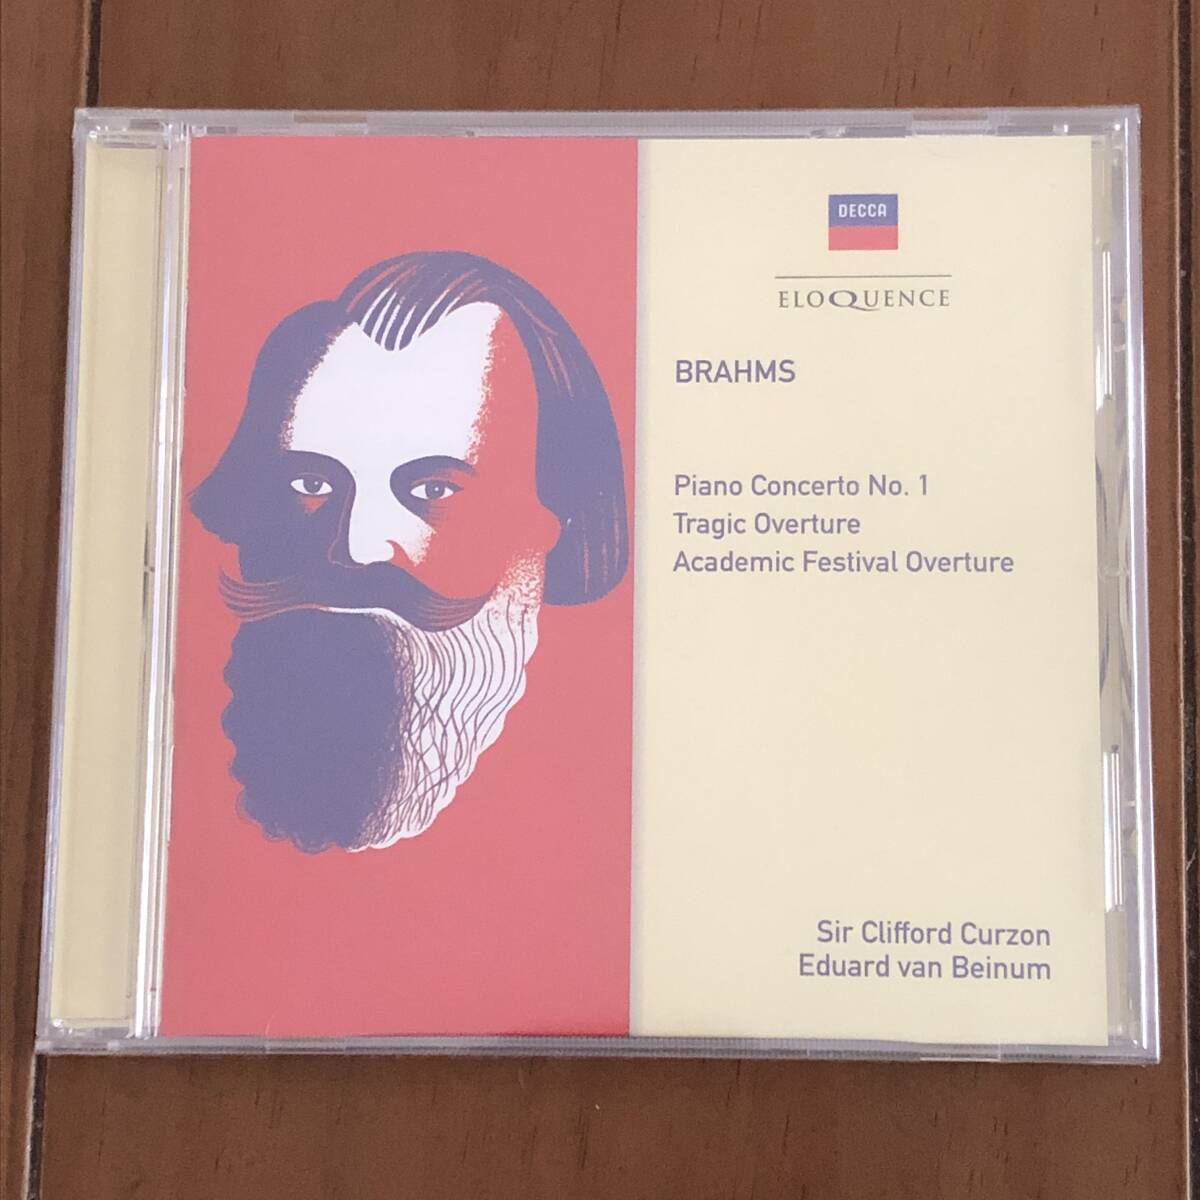 DECCA
ELOQUENCE
BRAHMS
Piano Concerto No. 1
Tragic Overture
Academic Festival Overture
Sir Clifford Curzon
Eduard van Beinum